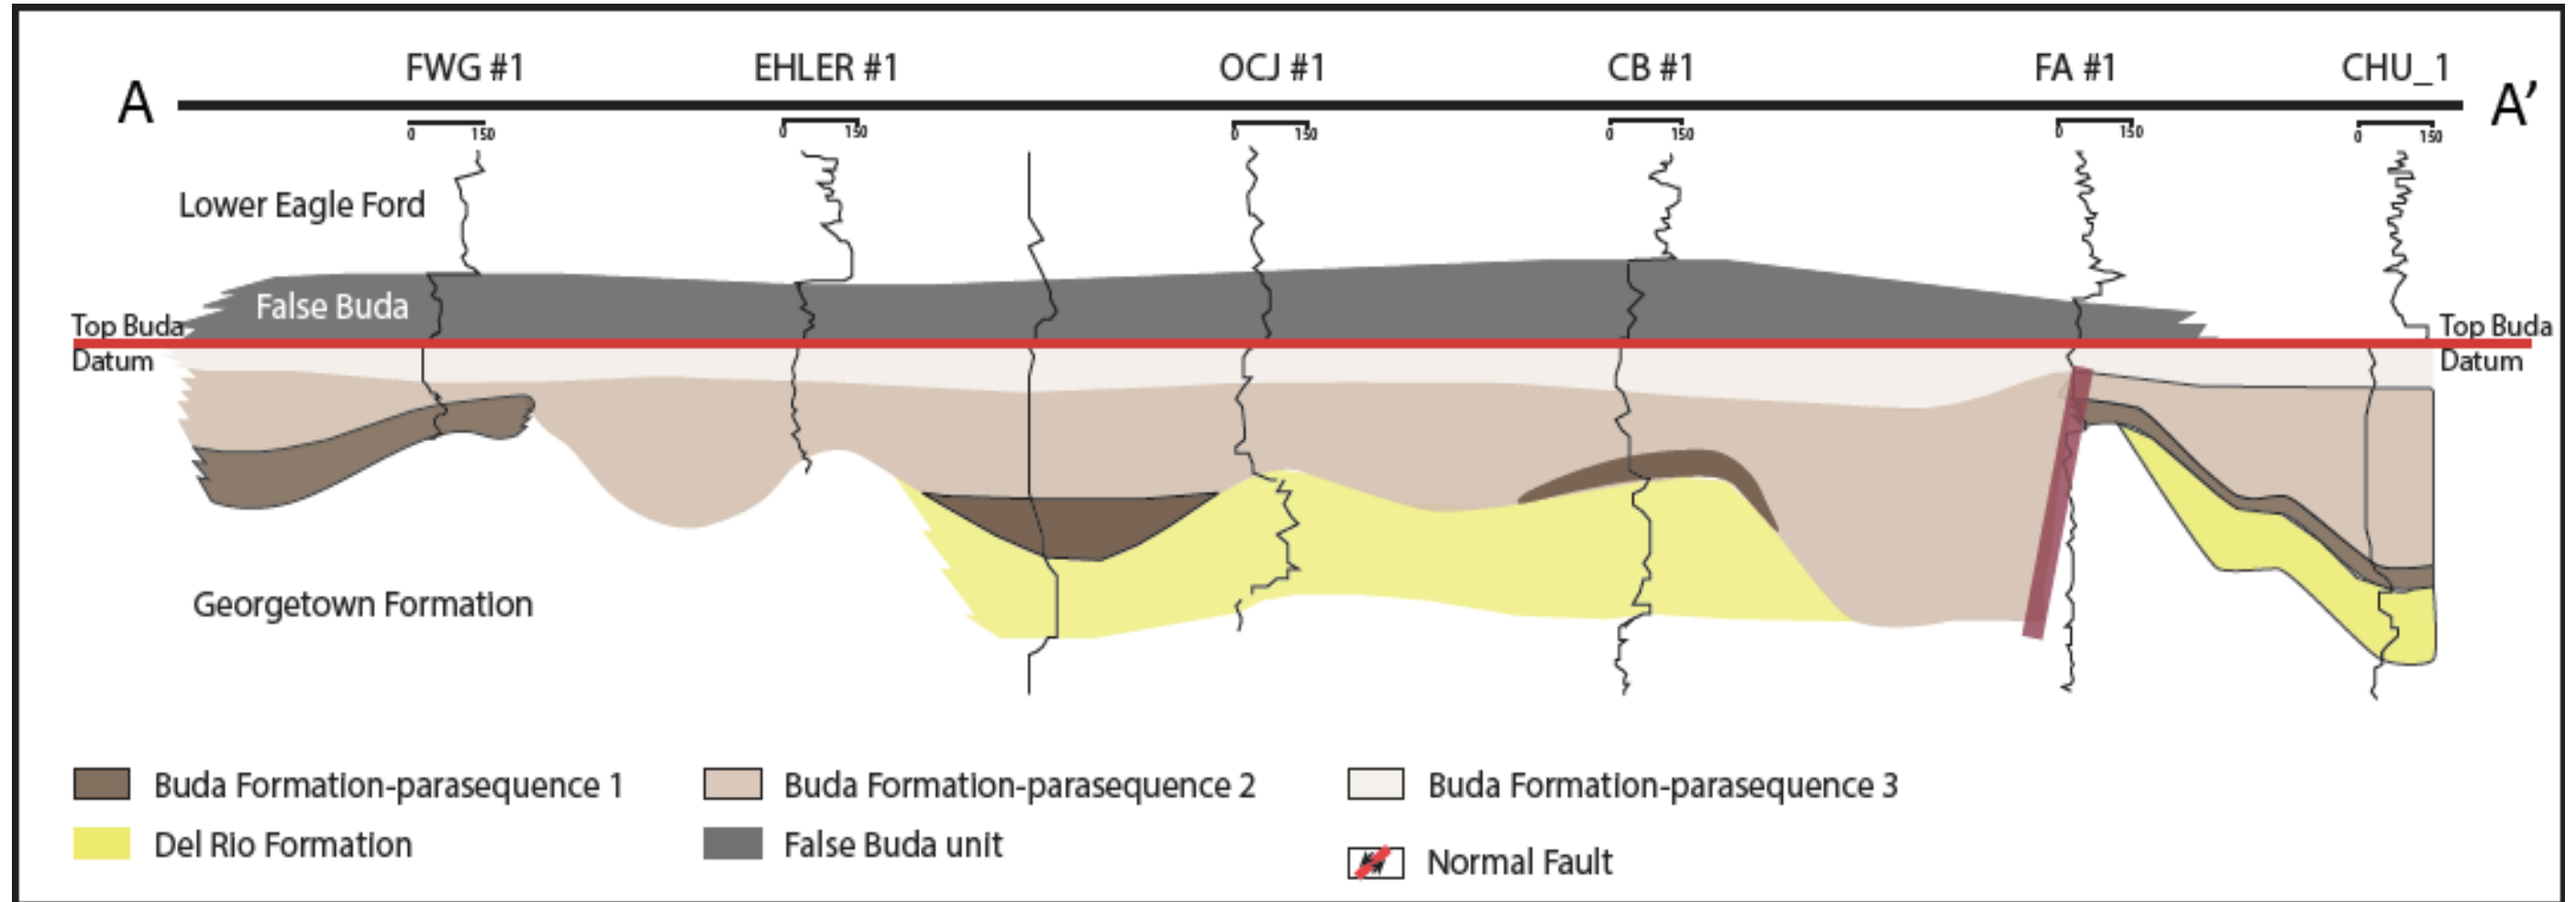 FWG #1 EHLER #1 OCJ #1 CB #1 FA #1 CHU_1
A A’
0 150 0 150 0 150 0 150 0 150 0 150
Lower Eagle Ford
False Buda
Top Buda Top Buda
Datum Datum
Georgetown Formation
Buda Formation-parasequence 1 Buda Formation-parasequence 2 Buda Formation-parasequence 3
Del Rio Formation False Buda unit Normal Fault